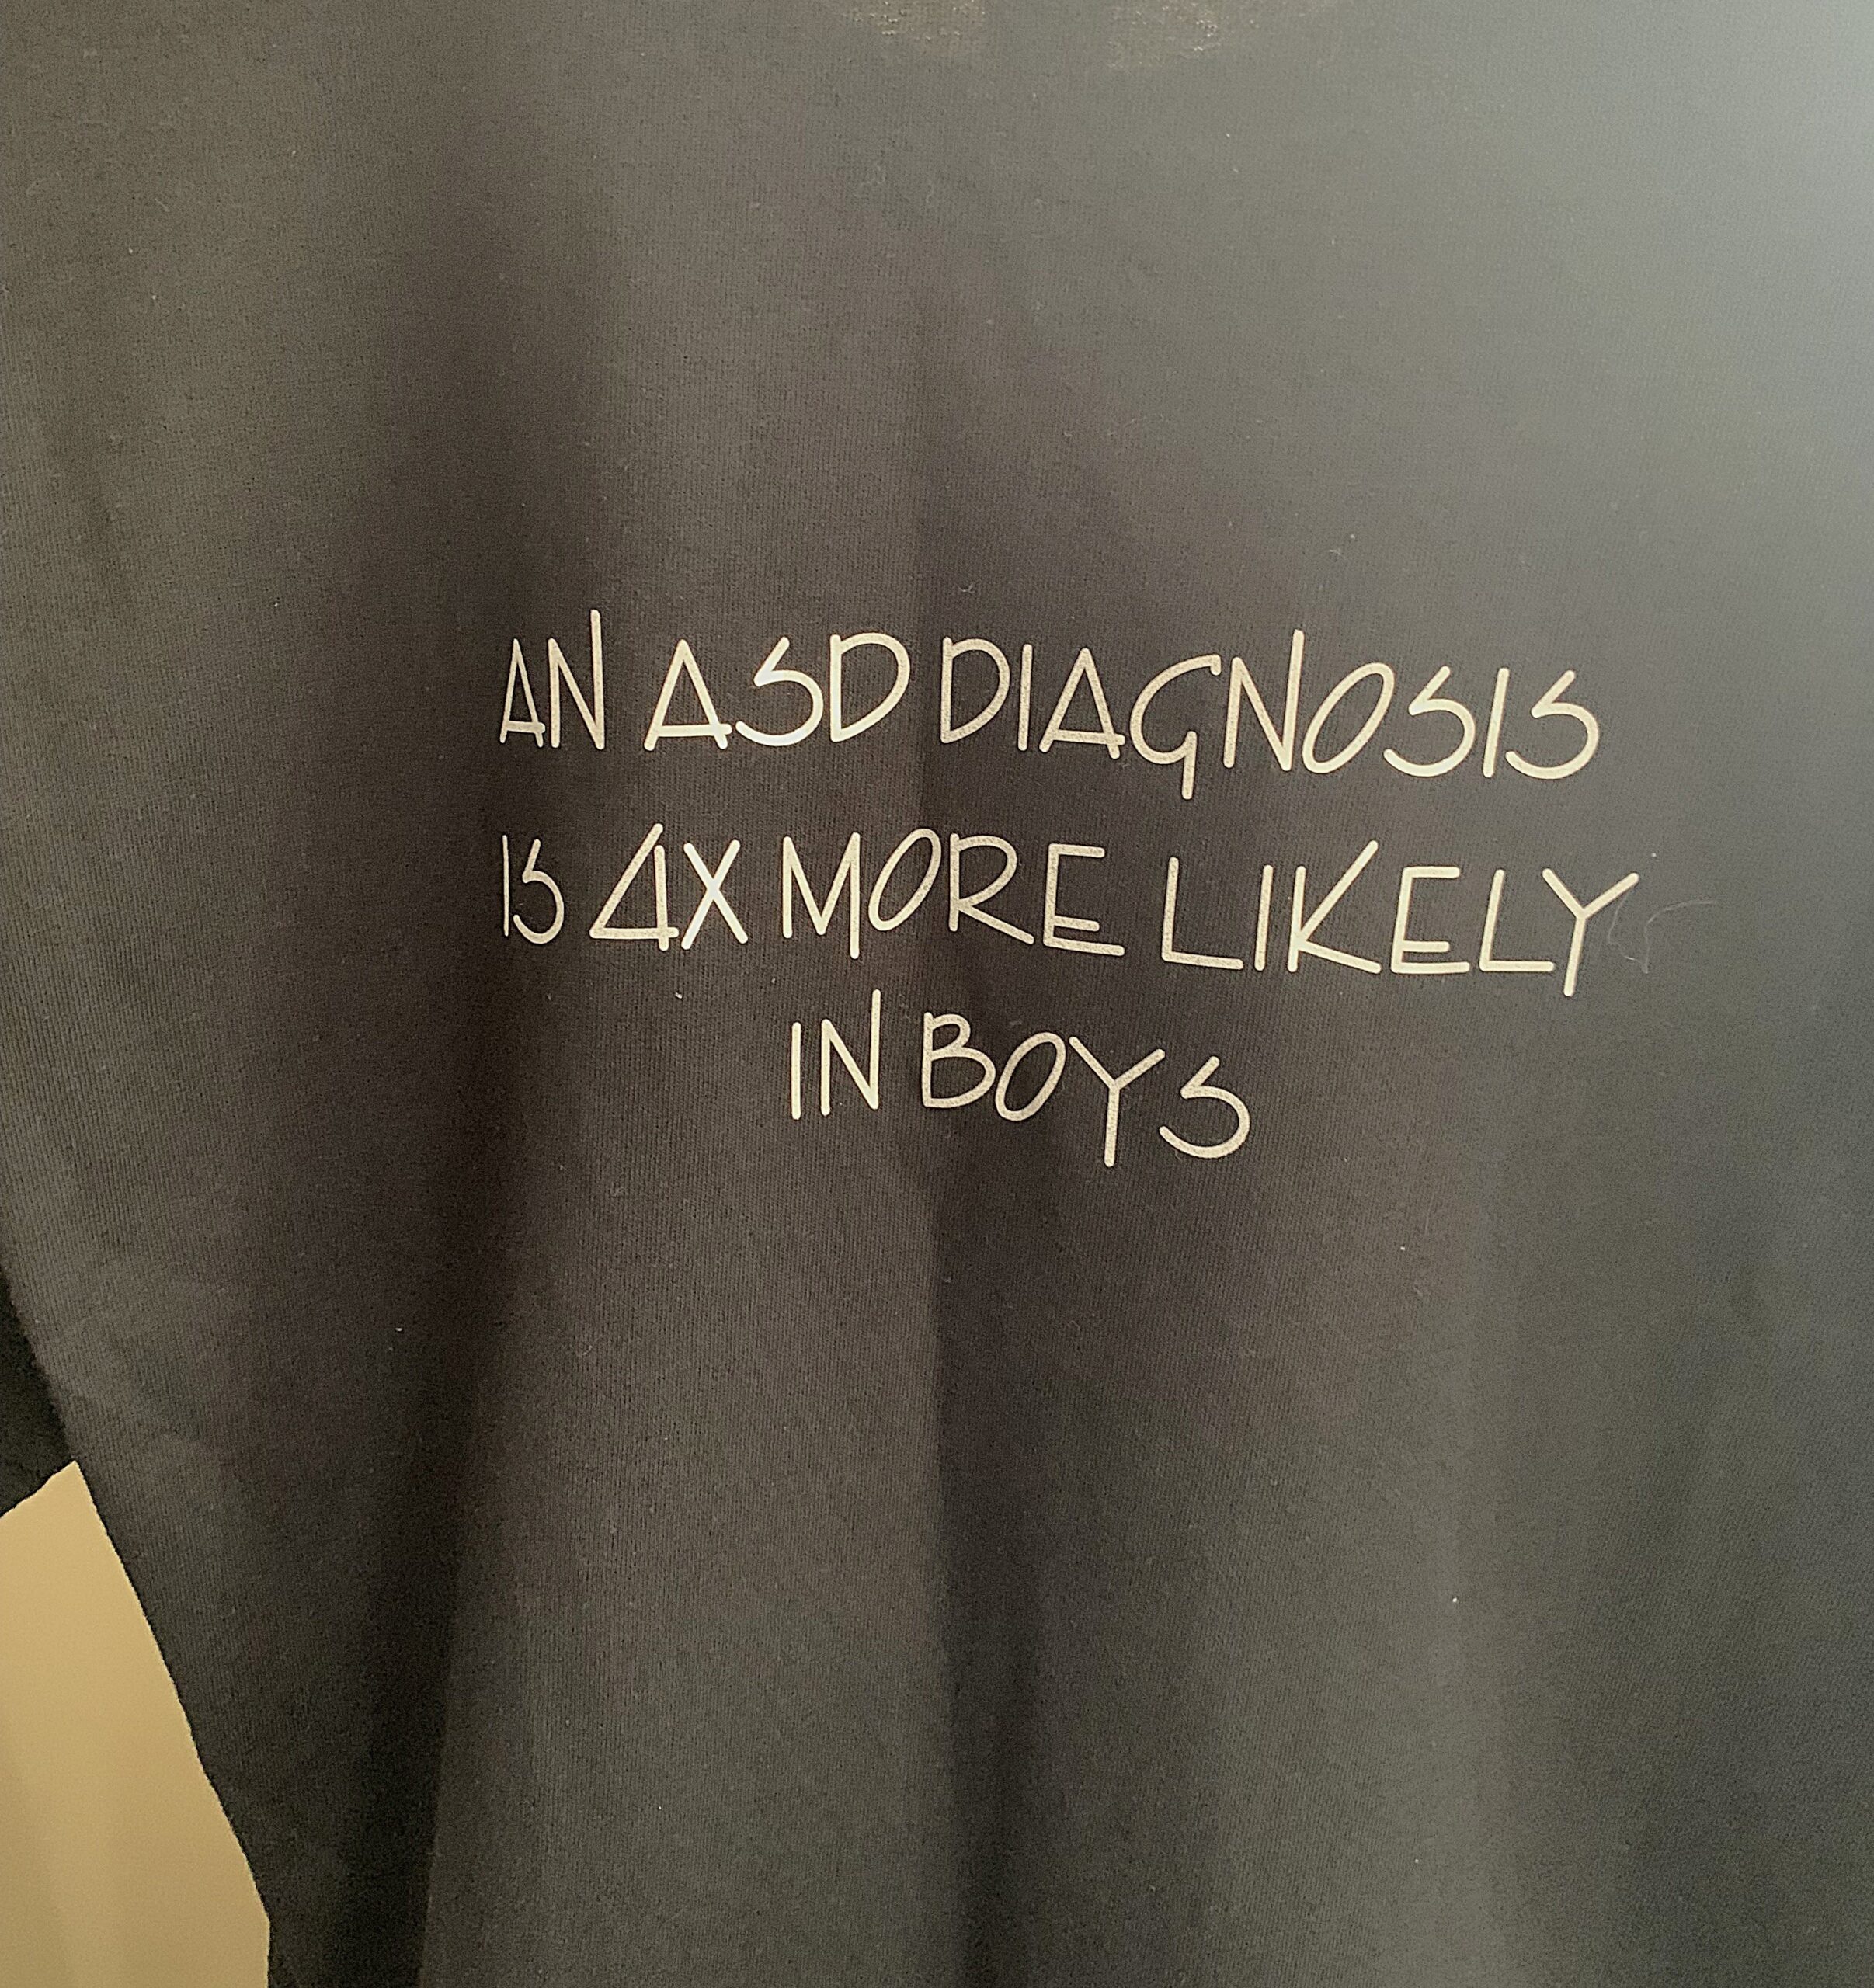 AN ASD DIAGNOSIS
IS 4X MORE LIKELY
IN BOYS